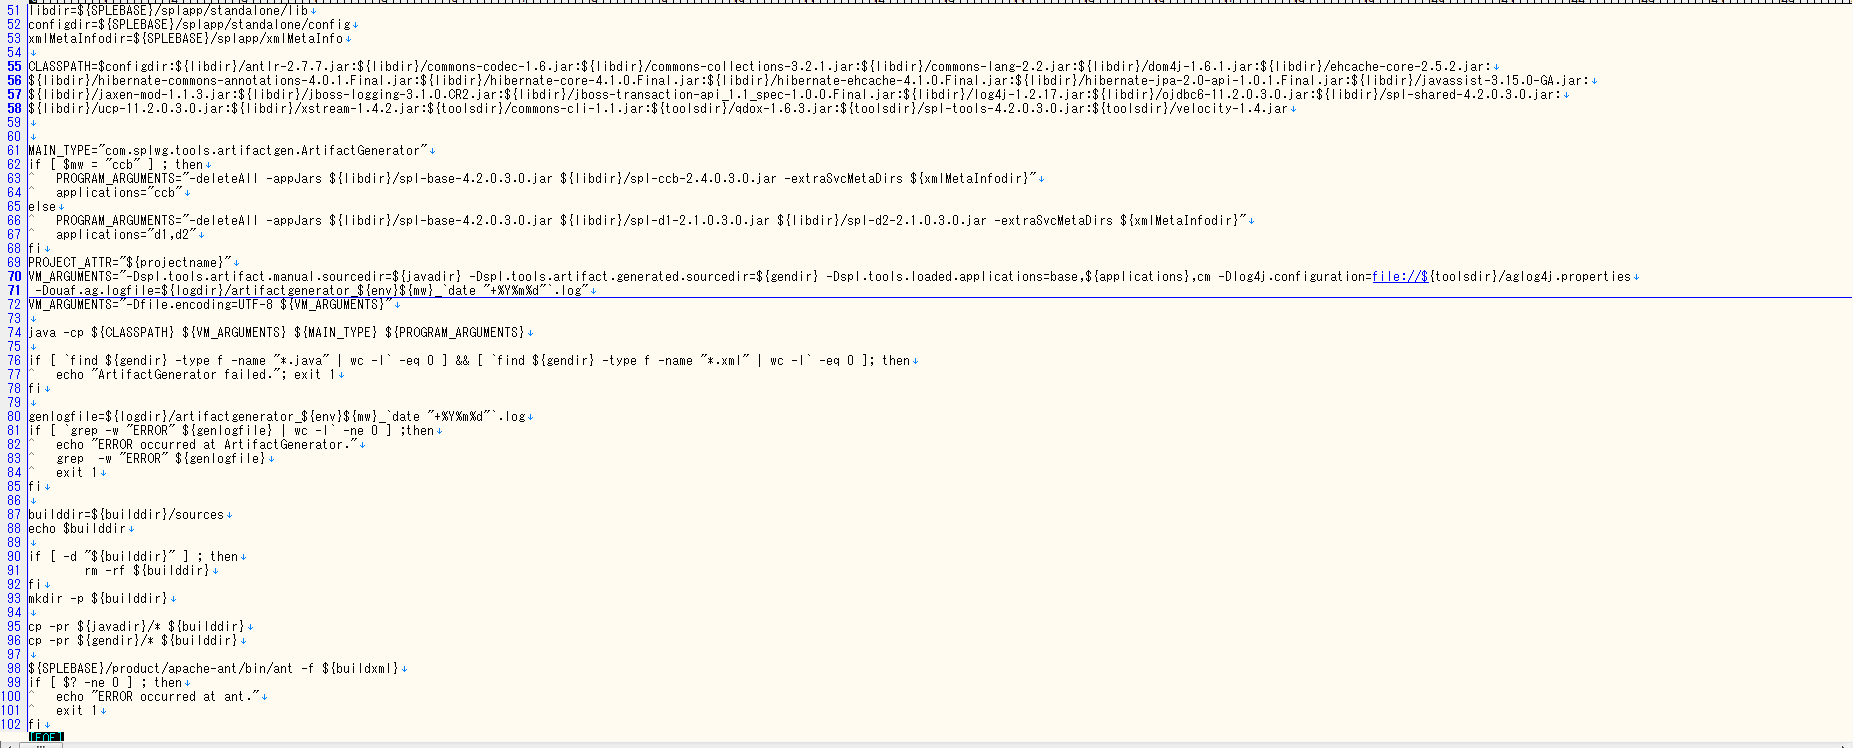 51 libdir=${SPLEBASE}/splapp/standalone/lib↓
52 configdir=${SPLEBASE}/splapp/standalone/config↓
53 xmlMetaInfodir=${SPLEBASE}/splapp/xmlMetaInfo↓
54 ↓
55 CLASSPATH=$configdir:${libdir}/antlr-2.7.7.jar:${libdir}/commons-codec-1.6.jar:${libdir}/commons-collections-3.2.1.jar:${libdir}/commons-lang-2.2.jar:${libdir}/dom4j-1.6.1.jar:${libdir}/ehcache-core-2.5.2.jar:↓
56 ${libdir}/hibernate-commons-annotations-4.0.1.Final.jar:${libdir}/hibernate-core-4.1.0.Final.jar:${libdir}/hibernate-ehcache-4.1.0.Final.jar:${libdir}/hibernate-jpa-2.0-api-1.0.1.Final.jar:${libdir}/javassist-3.15.0-GA.jar:↓
57 ${libdir}/jaxen-mod-1.1.3.jar:${libdir}/jboss-logging-3.1.0.CR2.jar:${libdir}/jboss-transaction-api_1.1_spec-1.0.0.Final.jar:${libdir}/log4j-1.2.17.jar:${libdir}/ojdbc6-11.2.0.3.0.jar:${libdir}/spl-shared-4.2.0.3.0.jar:↓
58 ${libdir}/ucp-11.2.0.3.0.jar:${libdir}/xstream-1.4.2.jar:${toolsdir}/commons-cli-1.1.jar:${toolsdir}/qdox-1.6.3.jar:${toolsdir}/spl-tools-4.2.0.3.0.jar:${toolsdir}/velocity-1.4.jar↓
59 ↓
60 ↓
61 MAIN_TYPE="com.splwg.tools.artifactgen.ArtifactGenerator"↓
62 if [ $mw = "ccb" ] ; then↓
63 ^   PROGRAM_ARGUMENTS="-deleteAll -appJars ${libdir}/spl-base-4.2.0.3.0.jar ${libdir}/spl-ccb-2.4.0.3.0.jar -extraSvcMetaDirs ${xmlMetaInfodir}"↓
64 ^   applications="ccb"↓
65 else↓
66 ^   PROGRAM_ARGUMENTS="-deleteAll -appJars ${libdir}/spl-base-4.2.0.3.0.jar ${libdir}/spl-d1-2.1.0.3.0.jar ${libdir}/spl-d2-2.1.0.3.0.jar -extraSvcMetaDirs ${xmlMetaInfodir}"↓
67 ^   applications="d1,d2"↓
68 fi↓
69 PROJECT_ATTR="${projectname}"↓
70 VM_ARGUMENTS="-Dspl.tools.artifact.manual.sourcedir=${javadir} -Dspl.tools.artifact.generated.sourcedir=${gendir} -Dspl.tools.loaded.applications=base,${applications},cm -Dlog4j.configuration=file://${toolsdir}/aglog4j.properties↓
71  -Douaf.ag.logfile=${logdir}/artifactgenerator_${env}${mw}_`date "+%Y%m%d"`.log"↓
72 VM_ARGUMENTS="-Dfile.encoding=UTF-8 ${VM_ARGUMENTS}"↓
73 ↓
74 java -cp ${CLASSPATH} ${VM_ARGUMENTS} ${MAIN_TYPE} ${PROGRAM_ARGUMENTS}↓
75 ↓
76 if [ `find ${gendir} -type f -name "*.java" | wc -l` -eq 0 ] && [ `find ${gendir} -type f -name "*.xml" | wc -l` -eq 0 ]; then↓
77 ^   echo "ArtifactGenerator failed."; exit 1↓
78 fi↓
79 ↓
80 genlogfile=${logdir}/artifactgenerator_${env}${mw}_`date "+%Y%m%d"`.log↓
81 if [ `grep -w "ERROR" ${genlogfile} | wc -l` -ne 0 ] ;then↓
82 ^   echo "ERROR occurred at ArtifactGenerator."↓
83 ^   grep  -w "ERROR" ${genlogfile}↓
84 ^   exit 1↓
85 fi↓
86 ↓
87 builddir=${builddir}/sources↓
88 echo $builddir↓
89 ↓
90 if [ -d "${builddir}" ] ; then↓
91         rm -rf ${builddir}↓
92 fi↓
93 mkdir -p ${builddir}↓
94 ↓
95 cp -pr ${javadir}/* ${builddir}↓
96 cp -pr ${gendir}/* ${builddir}↓
97 ↓
98 ${SPLEBASE}/product/apache-ant/bin/ant -f ${buildxml}↓
99 if [ $? -ne 0 ] ; then↓
100 ^   echo "ERROR occurred at ant."↓
101 ^   exit 1↓
102 fi↓
[EOF]